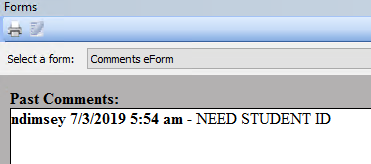 Forms
Select a form: Comments eForm
Past Comments:
ndimsey 7/3/2019 5:54 am - NEED STUDENT ID